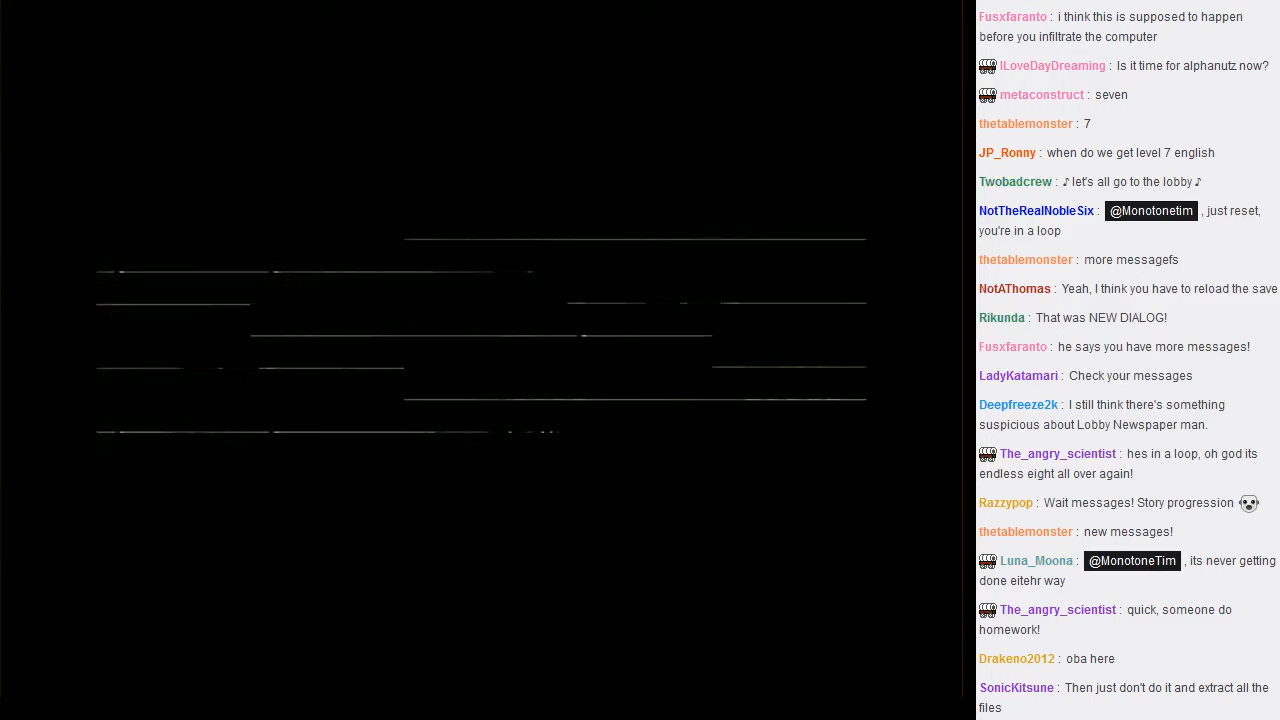 Fusxfaranto : i think this is supposed to happen
before you infiltrate the computer
ILoveDayDreaming : Is it time for alphanutz now?
metaconstruct : seven
thetablemonster : 7
JP_Ronny : when do we get level 7 english
Twobadcrew : ♪ let's all go to the lobby ♪
NotTheRealNobleSix : @Monotonetim , just reset,
you're in a loop
thetablemonster : more messagefs
NotAThomas : Yeah, I think you have to reload the save
Rikunda : That was NEW DIALOG!
Fusxfaranto : he says you have more messages!
LadyKatamari : Check your messages
Deepfreeze2k : I still think there's something
suspicious about Lobby Newspaper man.
The_angry_scientist : hes in a loop, oh god its
endless eight all over again!
Razzypop : Wait messages! Story progression
thetablemonster : new messages!
Luna_Moona : @MonotoneTim , its never getting
done eitehr way
The_angry_scientist : quick, someone do
homework!
Drakeno2012 : oba here
SonicKitsune : Then just don't do it and extract all the
files